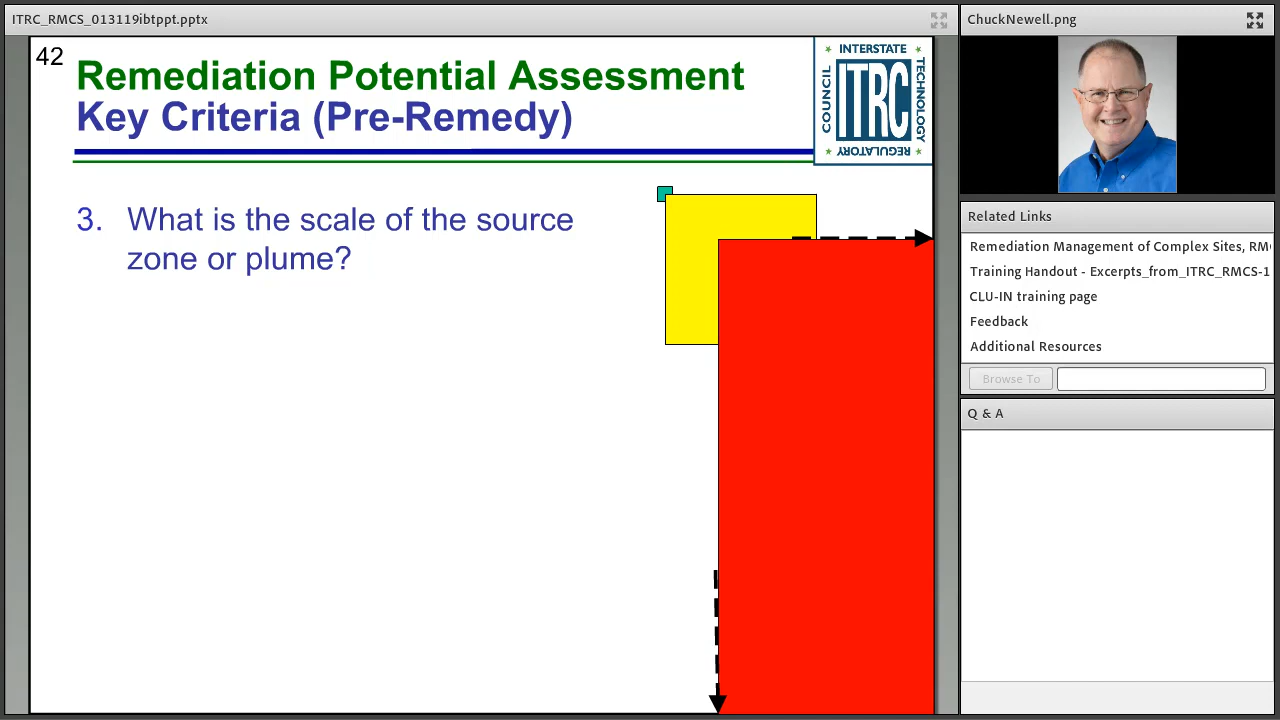 ITRC_RMCS_013119ibtppt.pptx
42
Remediation Potential Assessment
Key Criteria (Pre-Remedy)
INTERSTATE
TECHNOLOGY
REGULATORY
COUNCIL
ITRC
3. What is the scale of the source
zone or plume?
ChuckNewell.png
Related Links
Remediation Management of Complex Sites, RM
Training Handout - Excerpts_from_ITRC_RMCS-1
CLU-IN training page
Feedback
Additional Resources
Browse To
Q & A